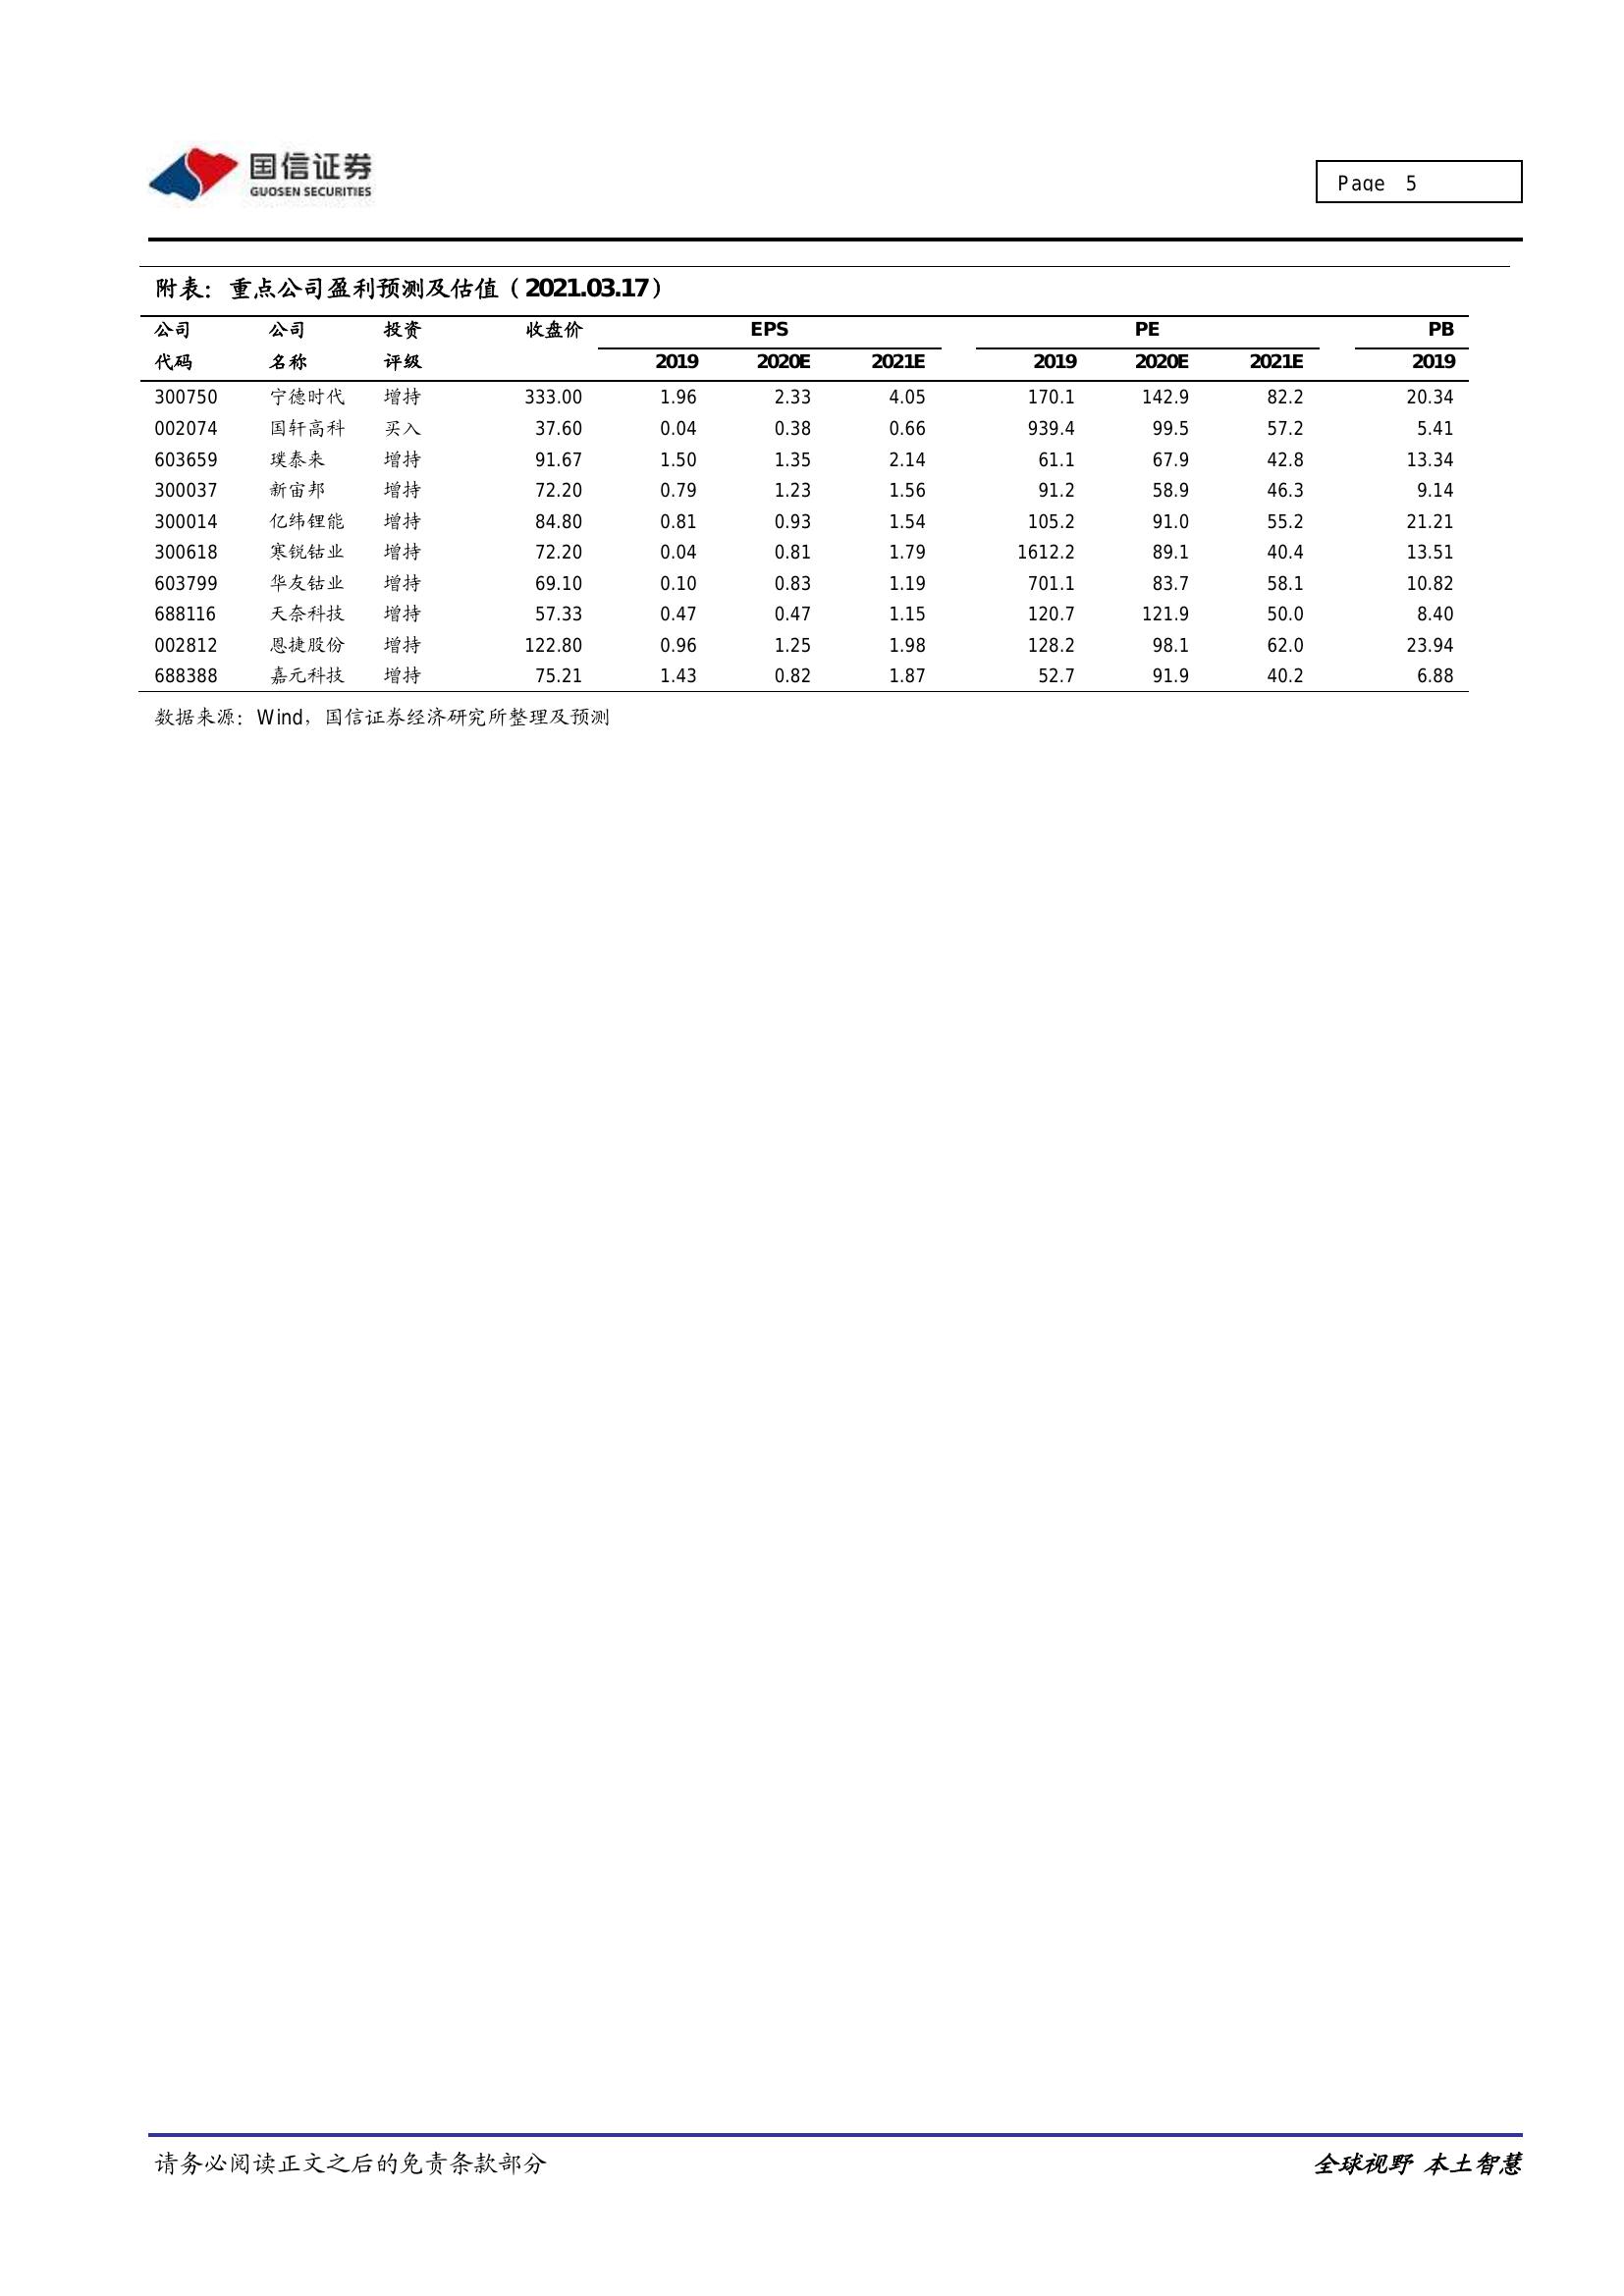 国信证券
GUOSEN SECURITIES
Page 5
附表：重点公司盈利预测及估值（2021.03.17）
公司 公司 投资 收盘价 EPS PE PB
代码 名称 评级 2019 2020E 2021E 2019 2020E 2021E 2019
300750 宁德时代 增持 333.00 1.96 2.33 4.05 170.1 142.9 82.2 20.34
002074 国轩高科 买入 37.60 0.04 0.38 0.66 939.4 99.5 57.2 5.41
603659 璞泰来 增持 91.67 1.50 1.35 2.14 61.1 67.9 42.8 13.34
300037 新宙邦 增持 72.20 0.79 1.23 1.56 91.2 58.9 46.3 9.14
300014 亿纬锂能 增持 84.80 0.81 0.93 1.54 105.2 91.0 55.2 21.21
300618 寒锐钴业 增持 72.20 0.04 0.81 1.79 1612.2 89.1 40.4 13.51
603799 华友钴业 增持 69.10 0.10 0.83 1.19 701.1 83.7 58.1 10.82
688116 天奈科技 增持 57.33 0.47 0.47 1.15 120.7 121.9 50.0 8.40
002812 恩捷股份 增持 122.80 0.96 1.25 1.98 128.2 98.1 62.0 23.94
688388 嘉元科技 增持 75.21 1.43 0.82 1.87 52.7 91.9 40.2 6.88
数据来源：Wind，国信证券经济研究所整理及预测
请务必阅读正文之后的免责条款部分 全球视野 本土智慧